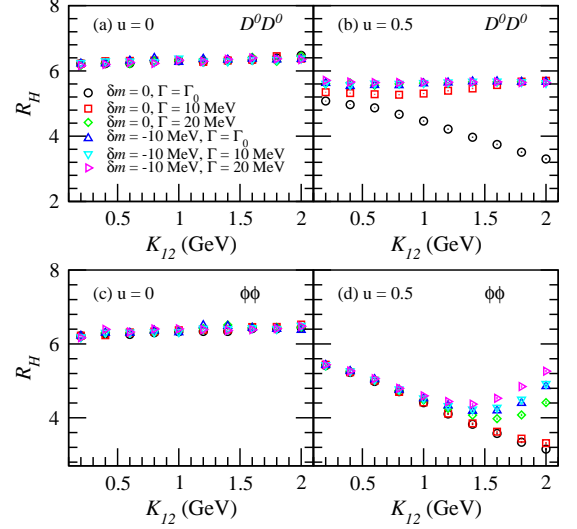 (a) u = 0 D⁰D⁰
(b) u = 0.5 D⁰D⁰
8
6
4
2
R_H
δm = 0, Γ = Γ₀
δm = 0, Γ = 10 MeV
δm = 0, Γ = 20 MeV
δm = -10 MeV, Γ = Γ₀
δm = -10 MeV, Γ = 10 MeV
δm = -10 MeV, Γ = 20 MeV
0.5 1 1.5 2 0.5 1 1.5 2
K₁₂ (GeV) K₁₂ (GeV)
(c) u = 0 ϕϕ
(d) u = 0.5 ϕϕ
8
6
4
R_H
0.5 1 1.5 2 0.5 1 1.5 2
K₁₂ (GeV) K₁₂ (GeV)